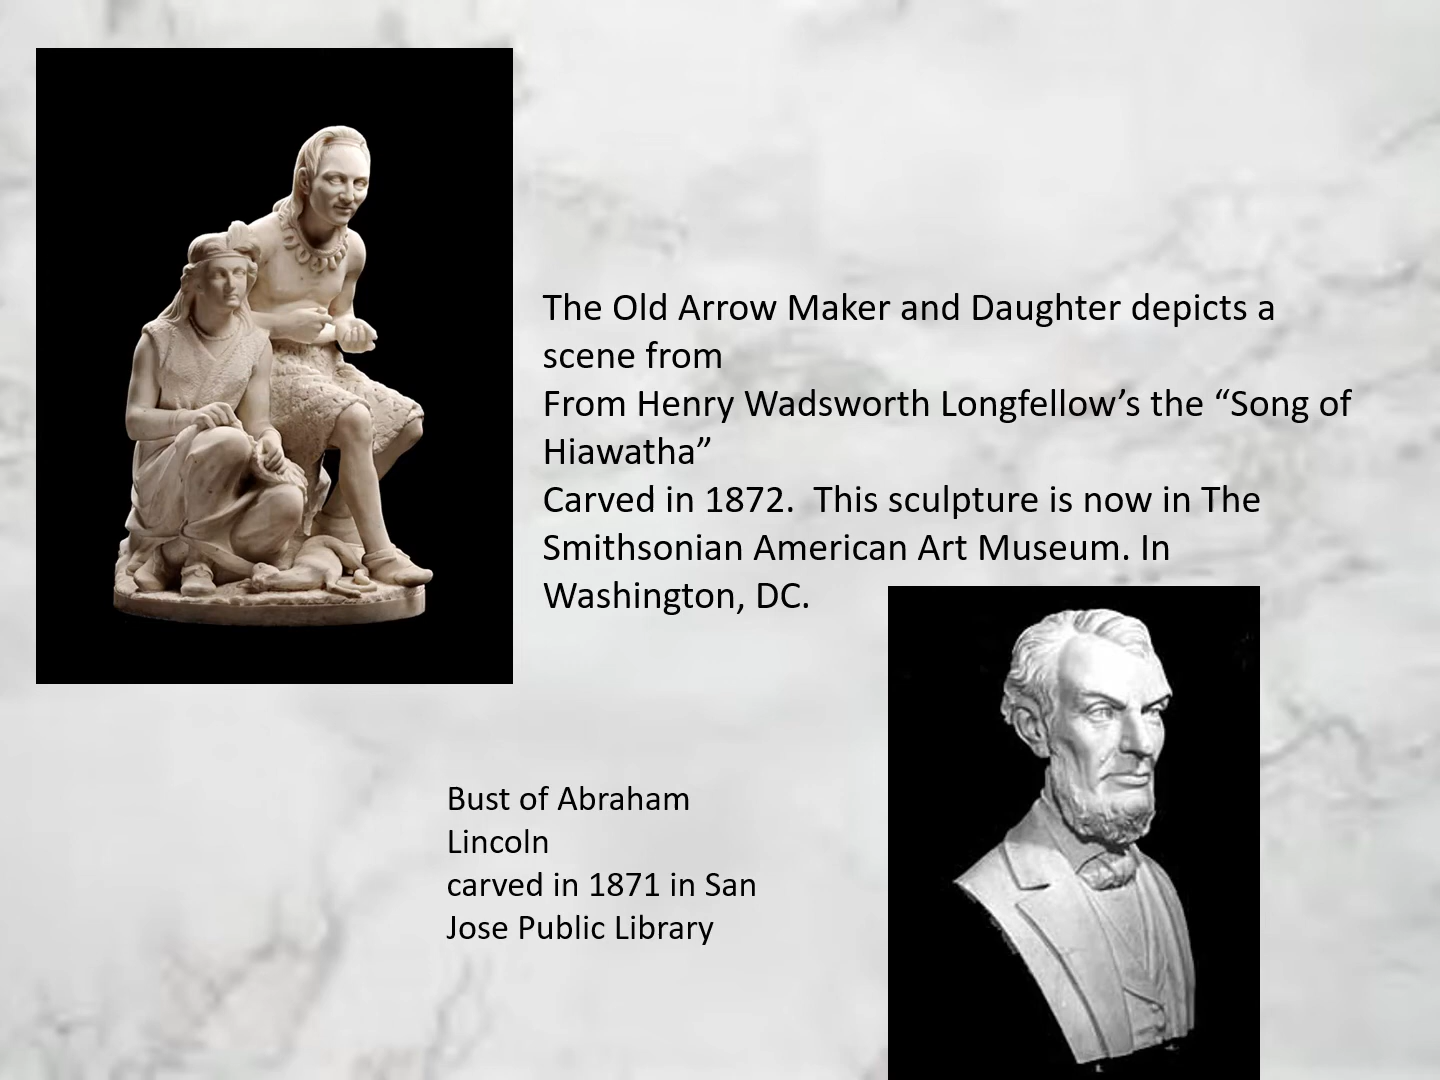 The Old Arrow Maker and Daughter depicts a
scene from
From Henry Wadsworth Longfellow’s the “Song of
Hiawatha”
Carved in 1872.  This sculpture is now in The
Smithsonian American Art Museum. In
Washington, DC.
Bust of Abraham
Lincoln
carved in 1871 in San
Jose Public Library